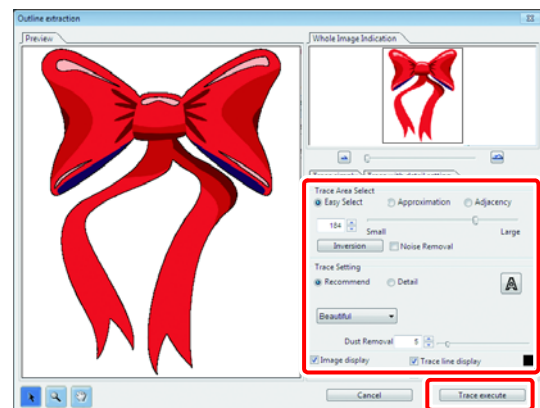 Outline extraction
Preview
Whole Image Indication
Trace Area Select
Easy Select Approximation Adjacency
184
Small Large
Inversion Noise Removal
Trace Setting
Recommend Detail
A
Beautiful
Dust Removal 5
Image display Trace line display
Cancel Trace execute